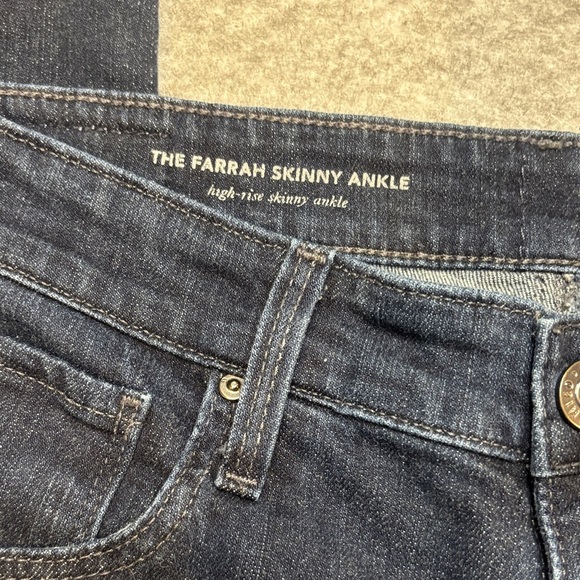 THE FARRAH SKINNY ANKLE
high-rise skinny ankle